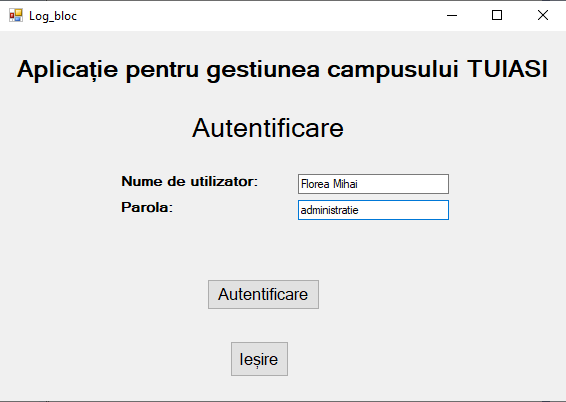 Log_bloc
Aplicație pentru gestiunea campusului TUIASI
Autentificare
Nume de utilizator: Florea Mihai
Parola: administratie
Autentificare
Ieșire